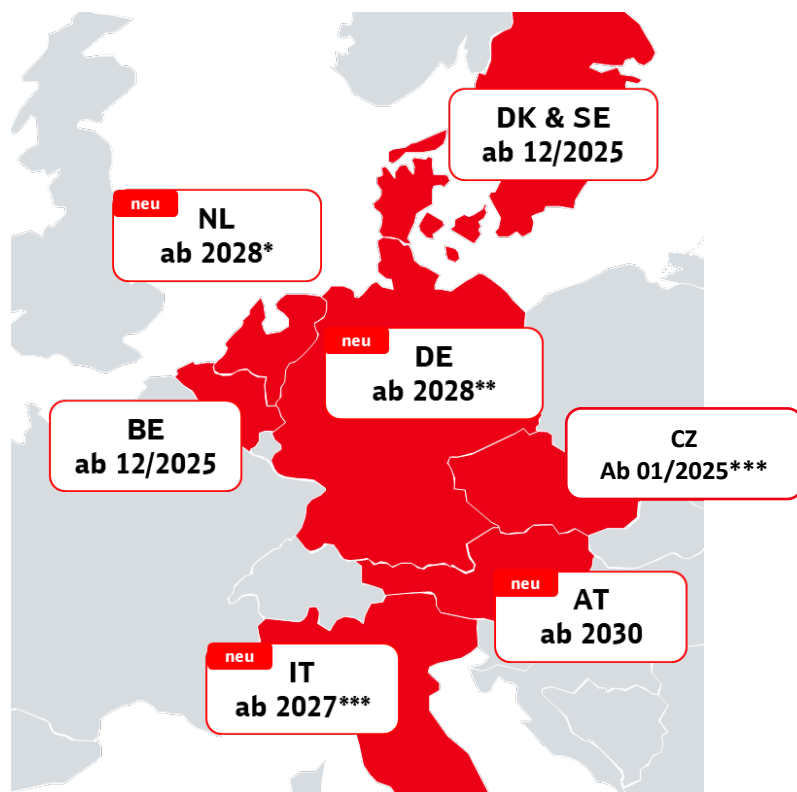 DK & SE
ab 12/2025
neu
NL
ab 2028*
neu
DE
ab 2028**
BE
ab 12/2025
CZ
Ab 01/2025***
neu
AT
ab 2030
neu
IT
ab 2027***